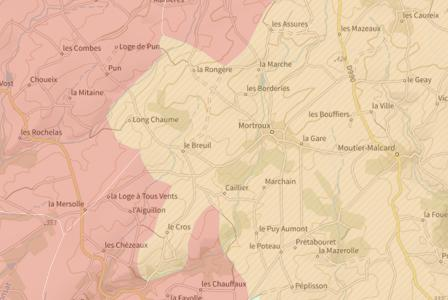 les Caureix
les Assures
les Mazeaux
les Combes
Loge de Pun
D990
Pun
la Rongère
la Marche
Vost
Choueix
le Geay
la Mitaine
les Borderies
la Ville
Long Chaume
les Bouffiers
Mortroux
les Rochelas
la Gare
le Breuil
Moutier-Malcard
Marchain
Cailler
la Loge à Tous Vents
la Mersolle
l'Aiguillon
le Cros
le Puy Aumont
les Chézeaux
le Poteau
Prétabouret
la Mazerolle
les Chauffaux
Péplisson
la Fayolle